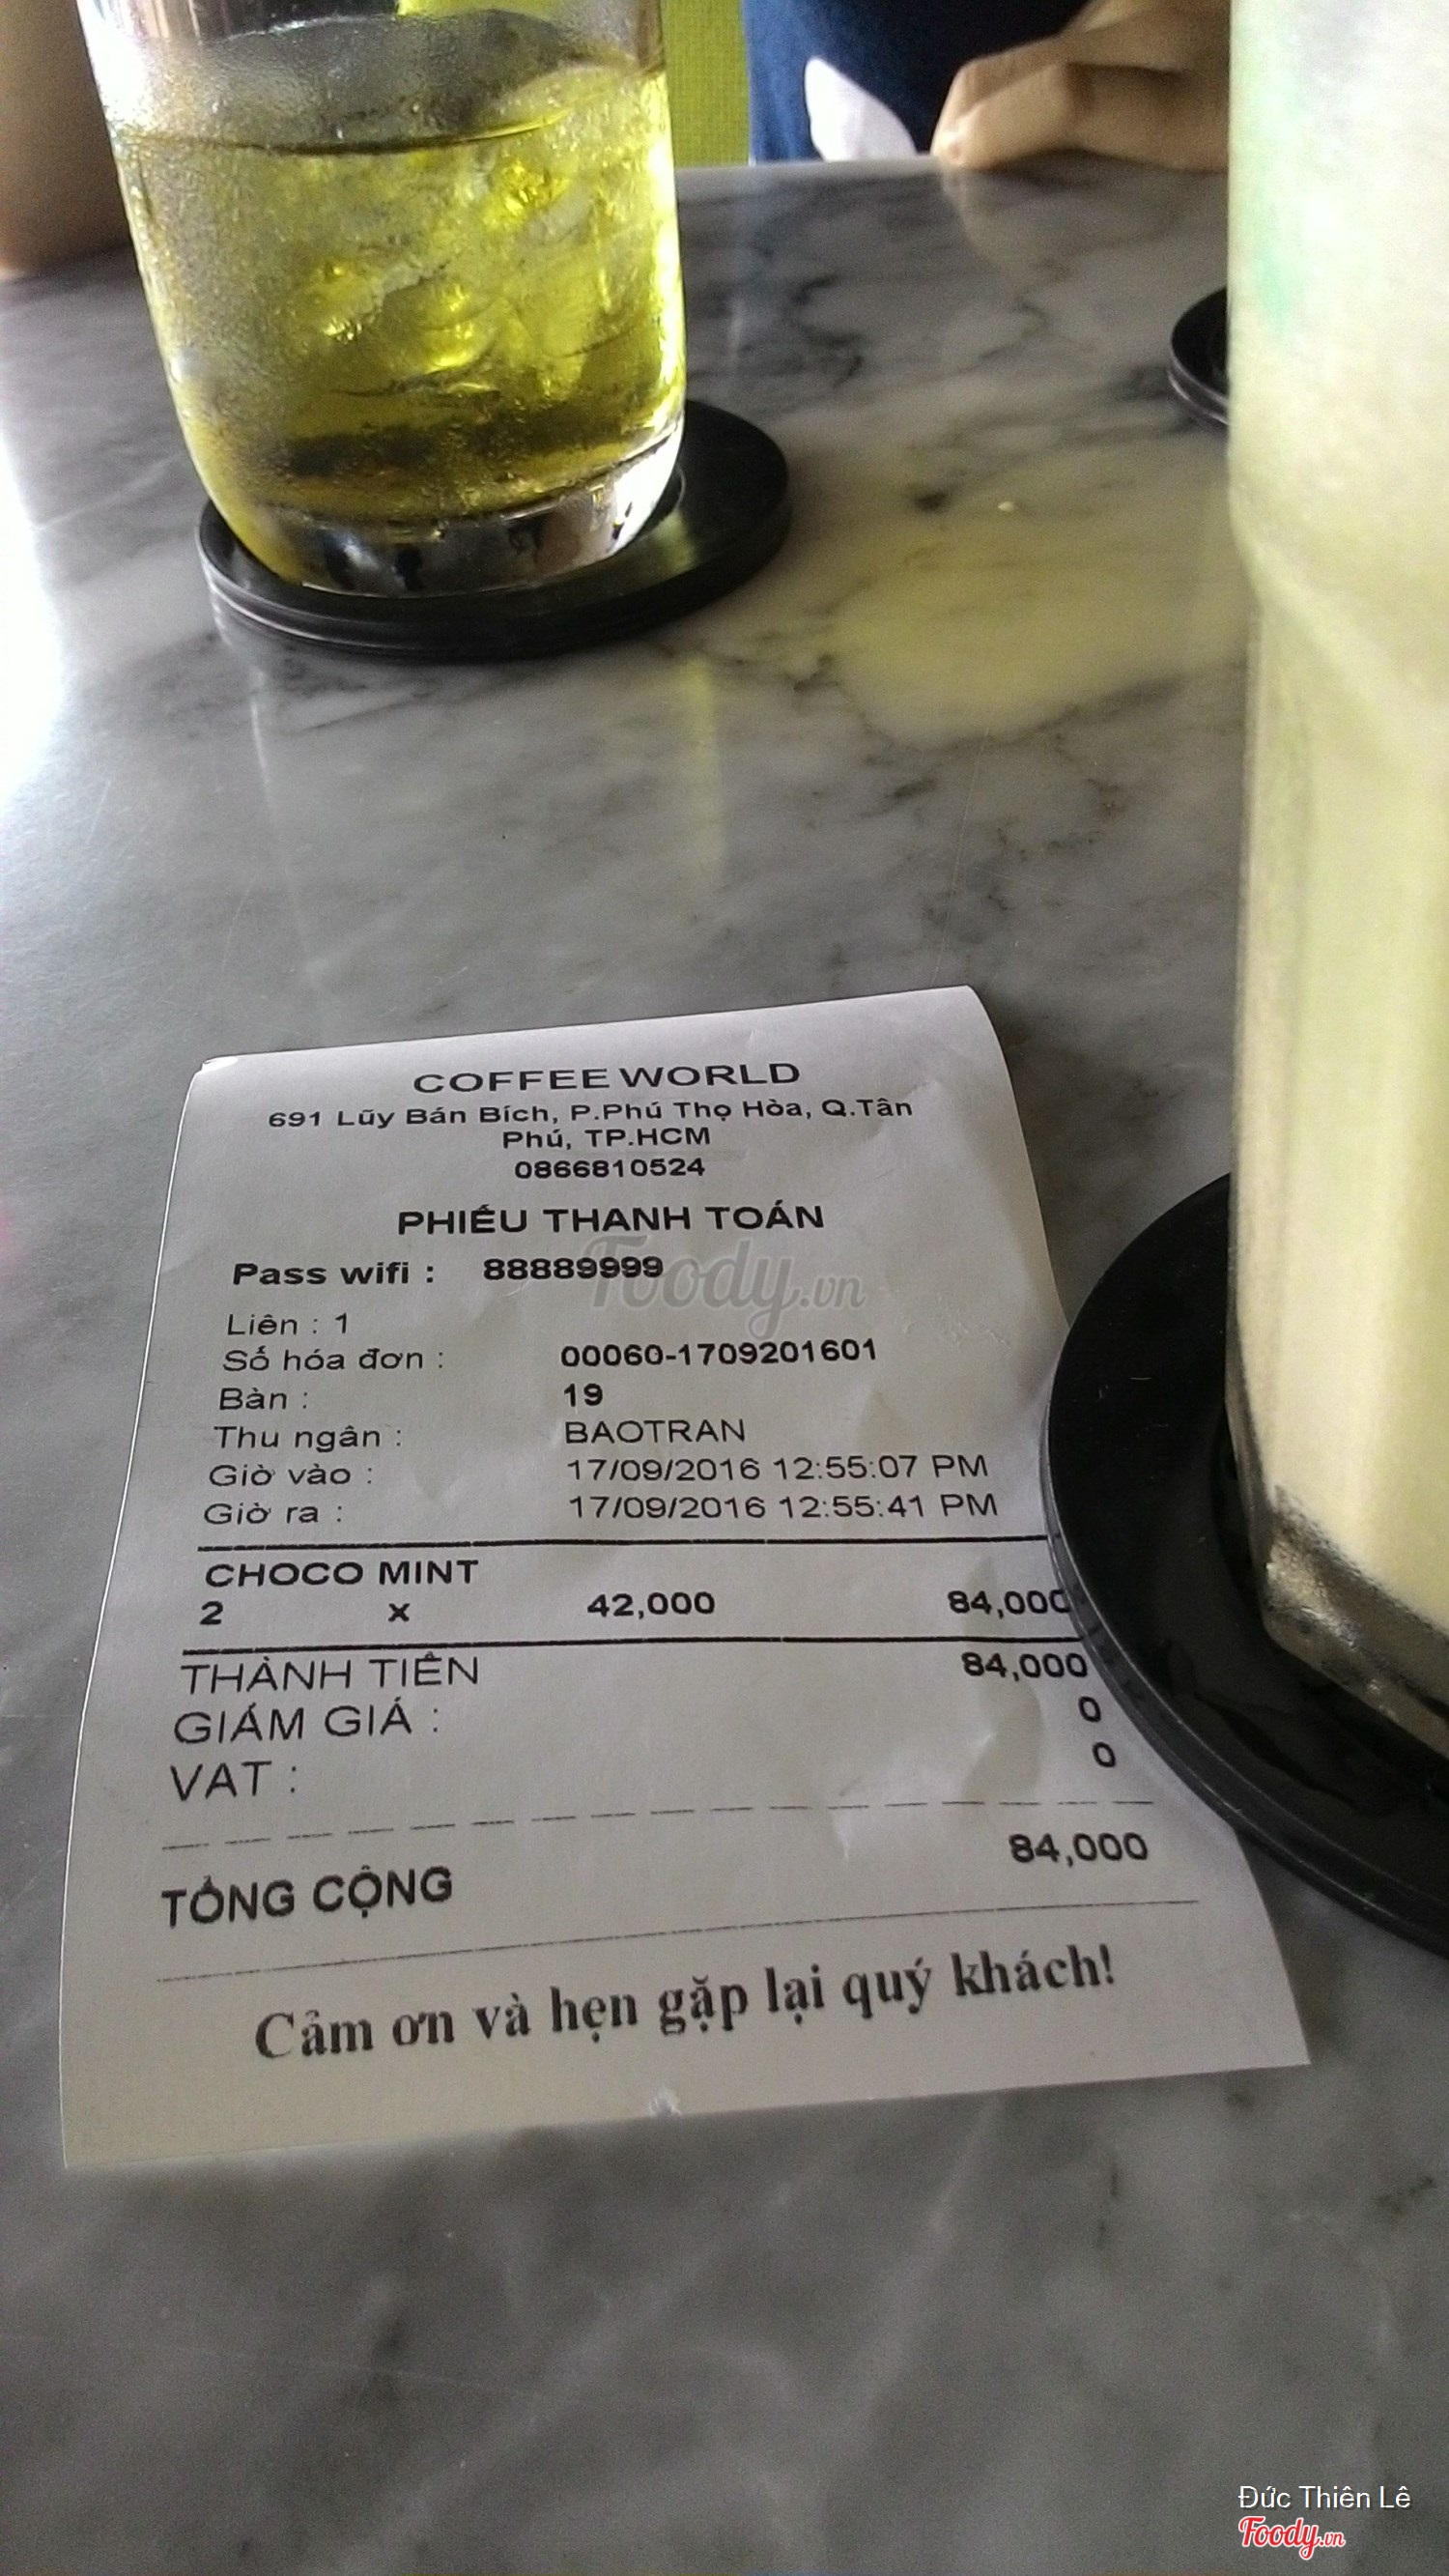 COFFEE WORLD
691 Lũy Bán Bích, P.Phú Thọ Hòa, Q.Tân
Phú, TP.HCM
0866810524
PHIẾU THANH TOÁN
Pass wifi : 88889999
Foody.vn
Liên : 1
Số hóa đơn : 00060-1709201601
Bàn : 19
Thu ngân : BAOTRAN
Giờ vào : 17/09/2016 12:55:07 PM
Giờ ra : 17/09/2016 12:55:41 PM
CHOCO MINT
2 x 42,000 84,000
THÀNH TIỀN 84,000
GIẢM GIÁ : 0
VAT : 0
TỔNG CỘNG 84,000
Cảm ơn và hẹn gặp lại quý khách!
Đức Thiên Lê
Foody.vn